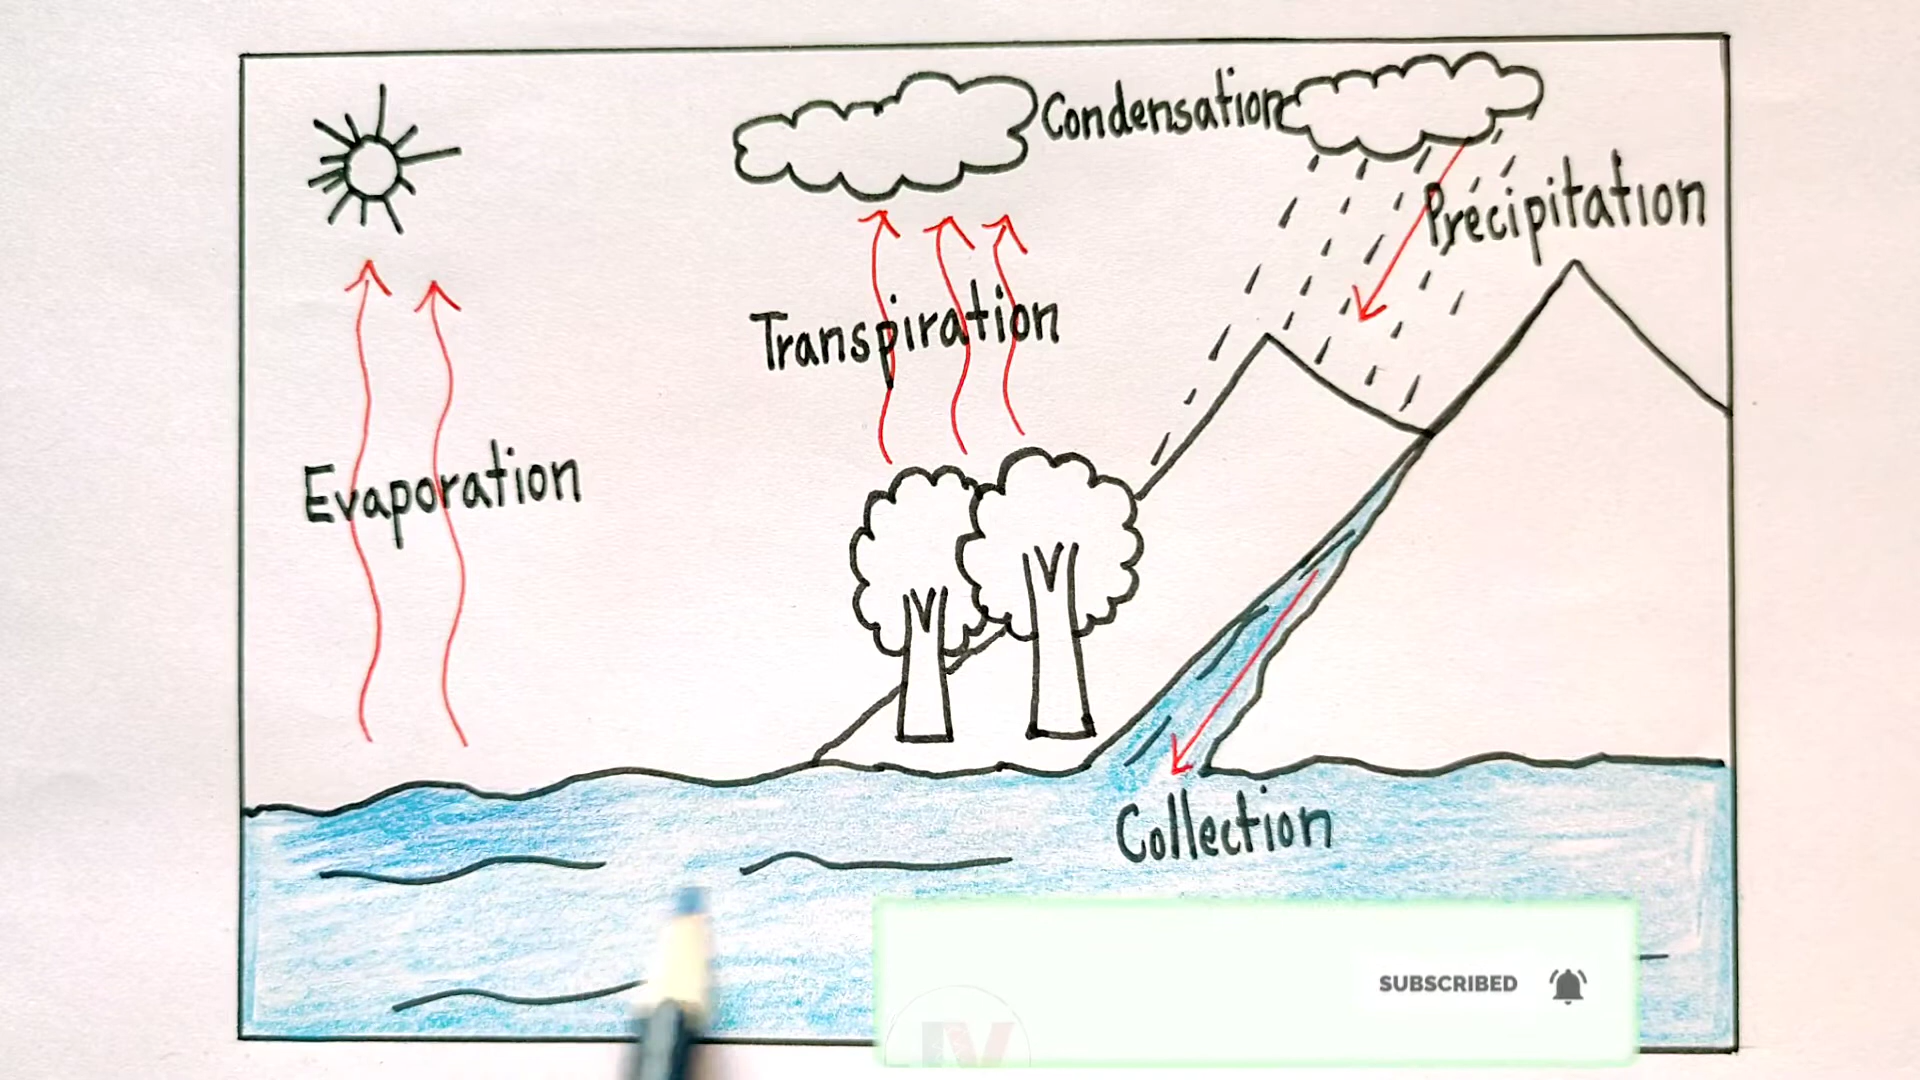 Condensation
Precipitation
Transpiration
Evaporation
Collection
SUBSCRIBED